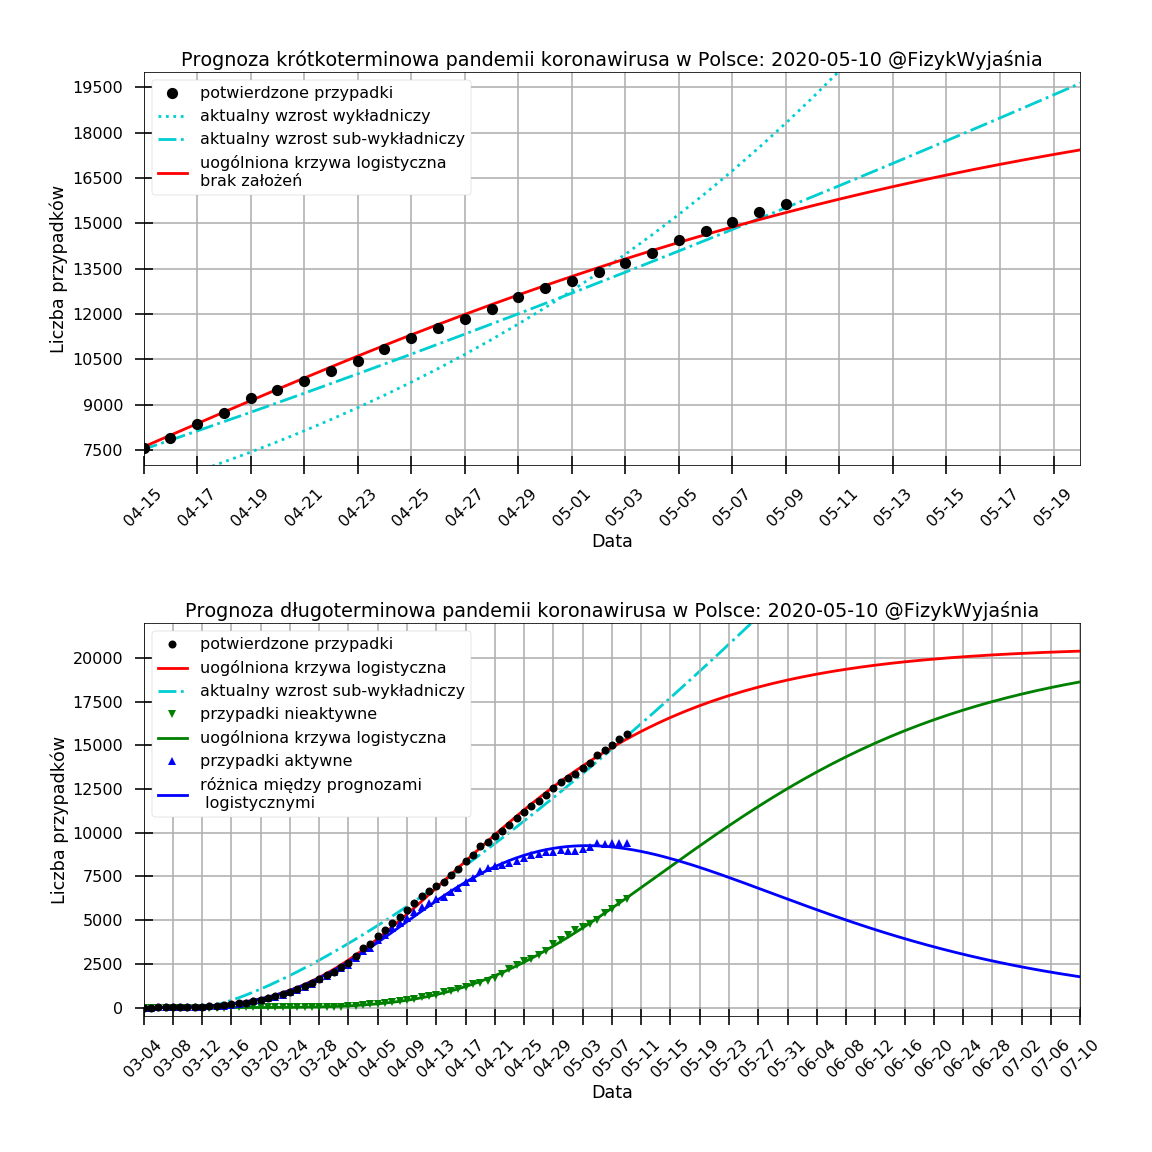 Prognoza krótkoterminowa pandemii koronawirusa w Polsce: 2020-05-10 @FizykWyjaśnia
potwierdzone przypadki
aktualny wzrost wykładniczy
aktualny wzrost sub-wykładniczy
uogólniona krzywa logistyczna
brak założeń
Liczba przypadków
19500
18000
16500
15000
13500
12000
10500
9000
7500
04-15 04-17 04-19 04-21 04-23 04-25 04-27 04-29 05-01 05-03 05-05 05-07 05-09 05-11 05-13 05-15 05-17 05-19
Data
Prognoza długoterminowa pandemii koronawirusa w Polsce: 2020-05-10 @FizykWyjaśnia
potwierdzone przypadki
uogólniona krzywa logistyczna
aktualny wzrost sub-wykładniczy
przypadki nieaktywne
uogólniona krzywa logistyczna
przypadki aktywne
różnica między prognozami
logistycznymi
Liczba przypadków
20000
17500
15000
12500
10000
7500
5000
2500
0
03-04 03-08 03-12 03-16 03-20 03-24 03-28 04-01 04-05 04-09 04-13 04-17 04-21 04-25 04-29 05-03 05-07 05-11 05-15 05-19 05-23 05-27 05-31 06-04 06-08 06-12 06-16 06-20 06-24 06-28 07-02 07-06 07-10
Data